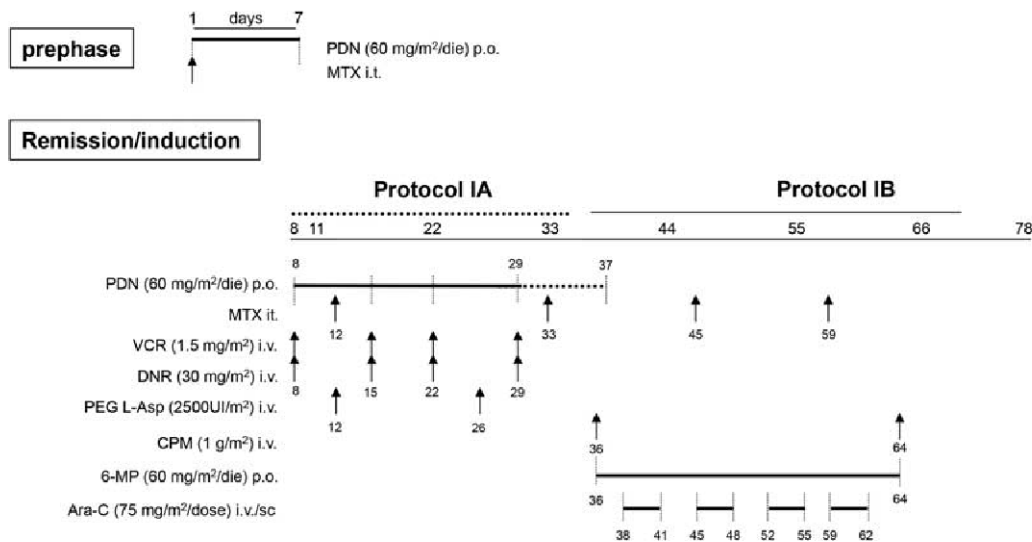 1 days 7
prephase
PDN (60 mg/m²/die) p.o.
MTX i.t.
Remission/induction
Protocol IA Protocol IB
8 11 22 33 44 55 66 78
8 29 37
PDN (60 mg/m²/die) p.o.
MTX it.
12 33 45 59
VCR (1.5 mg/m²) i.v.
DNR (30 mg/m²) i.v.
8 15 22 29
PEG L-Asp (2500UI/m²) i.v.
12 26
CPM (1 g/m²) i.v.
36 64
6-MP (60 mg/m²/die) p.o.
36 64
Ara-C (75 mg/m²/dose) i.v./sc
38 41 45 48 52 55 59 62